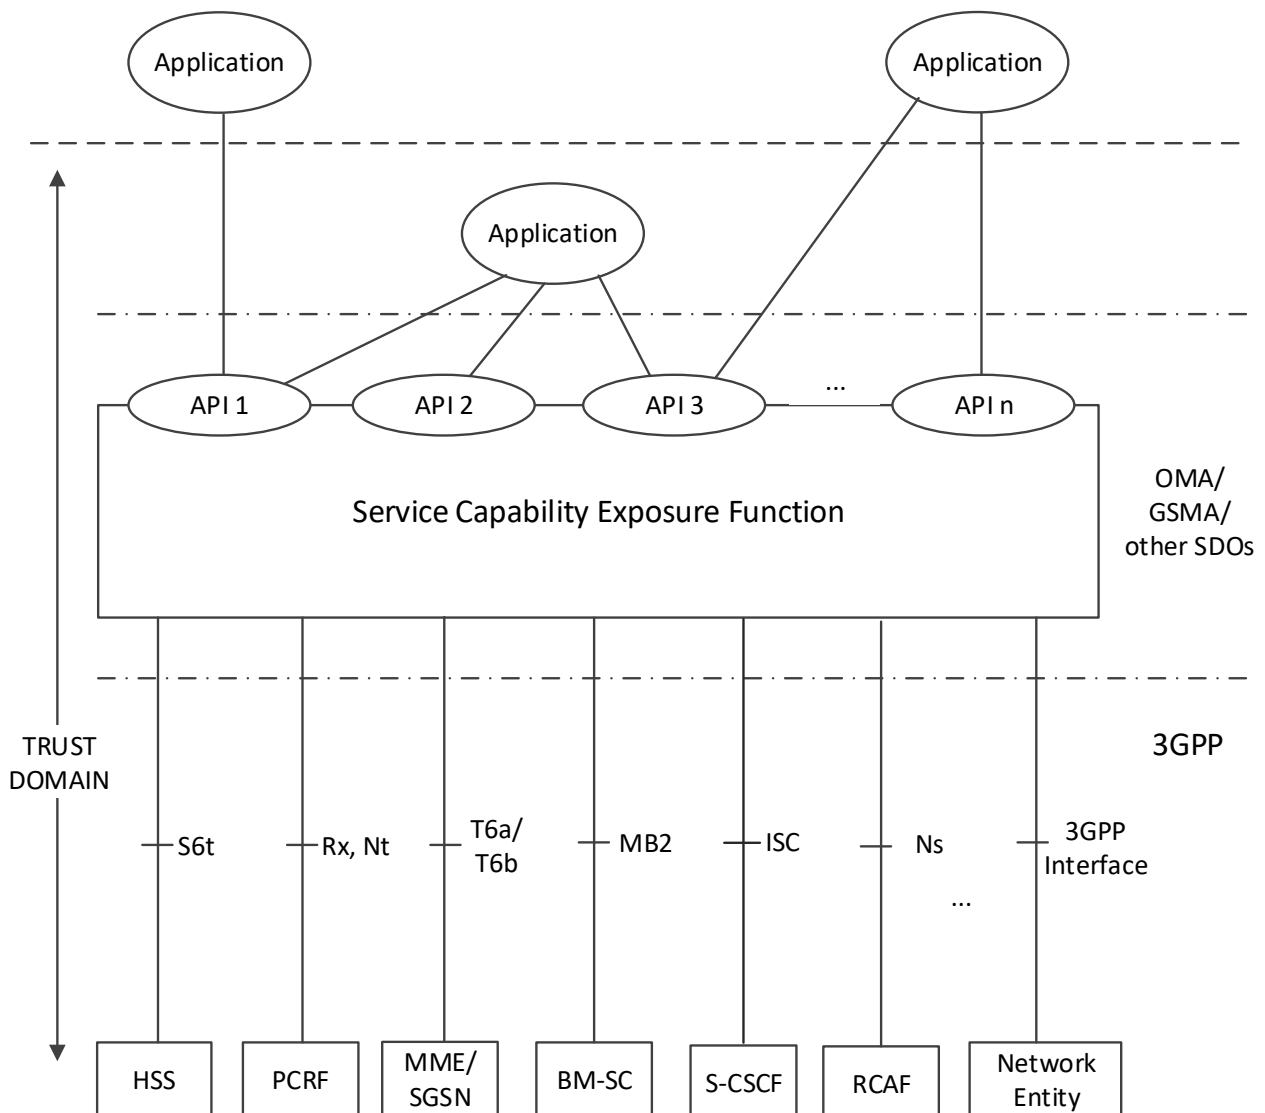 Application
Application
Application
...
API 1
API 2
API 3
API n
Service Capability Exposure Function
OMA/
GSMA/
other SDOs
TRUST
DOMAIN
3GPP
S6t
Rx, Nt
T6a/
T6b
MB2
ISC
Ns
3GPP
Interface
...
HSS
PCRF
MME/
SGSN
BM-SC
S-CSCF
RCAF
Network
Entity